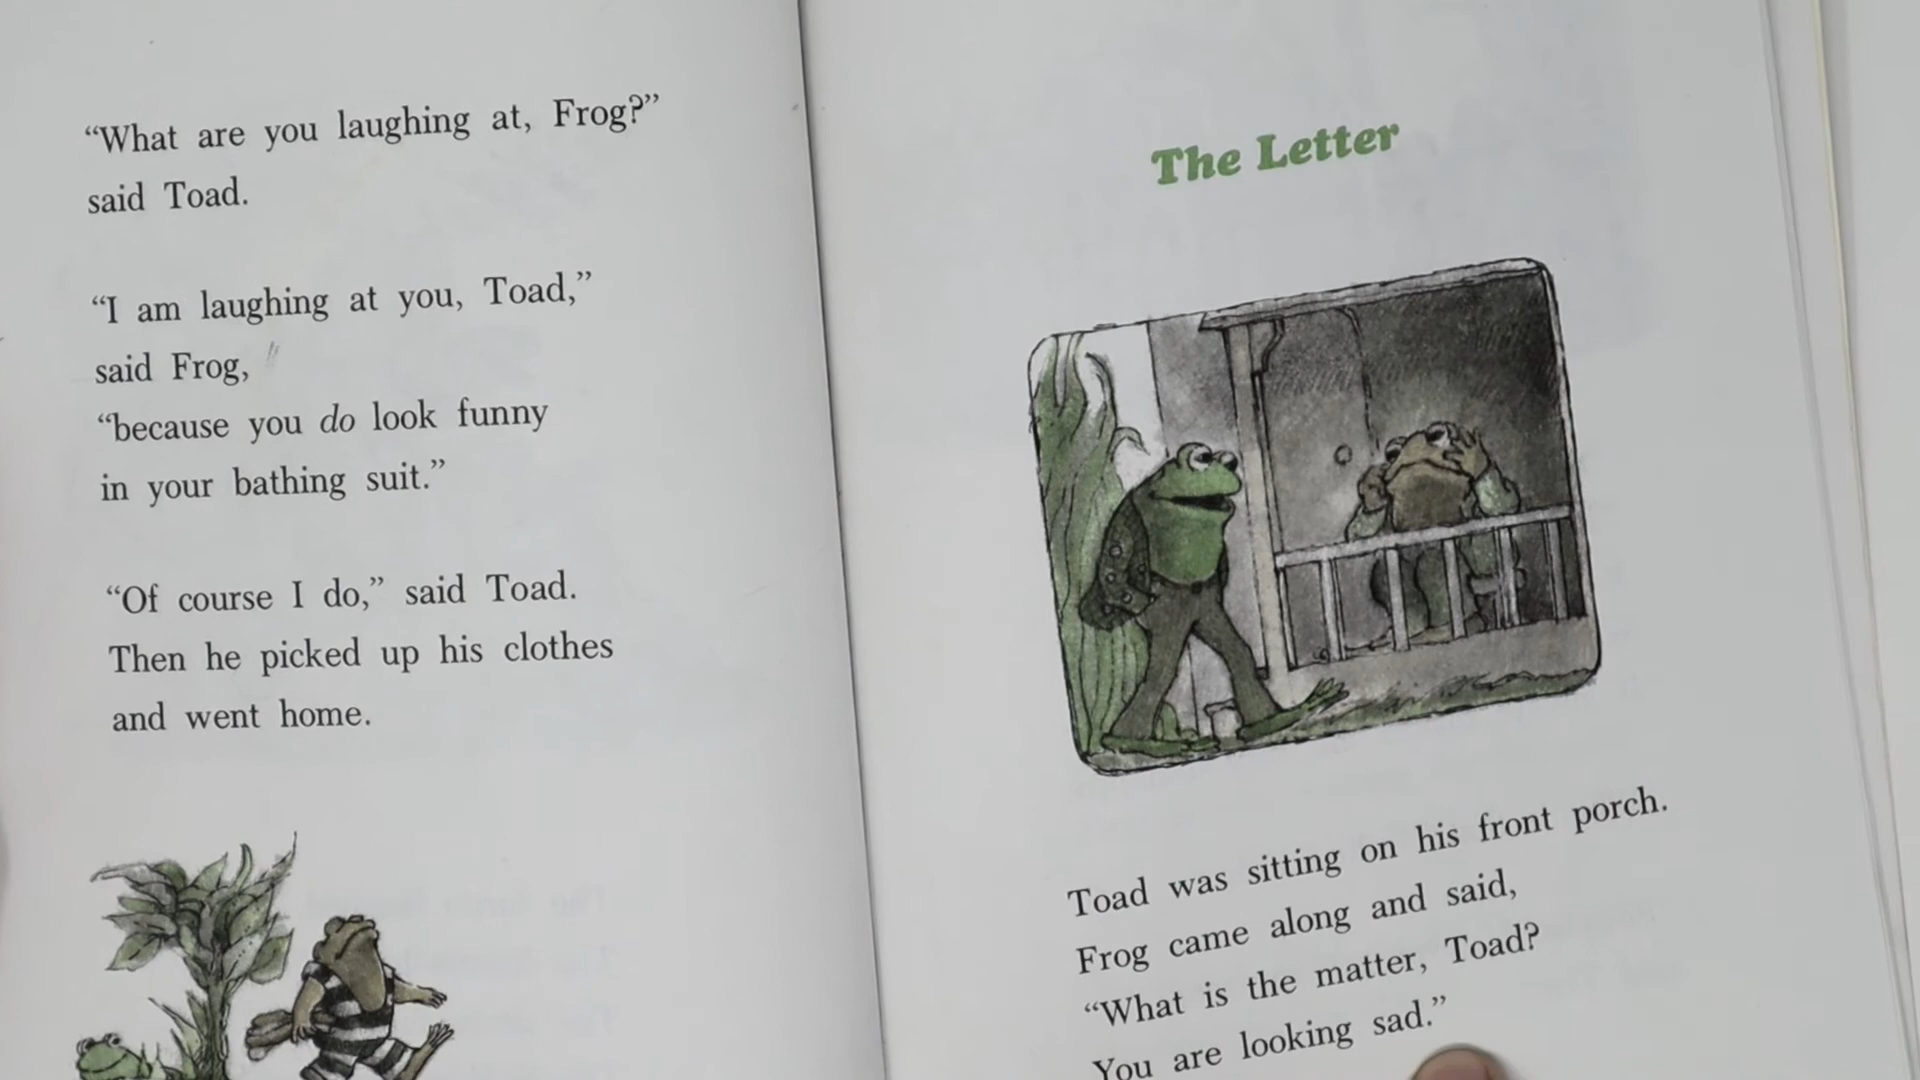 “What are you laughing at, Frog?”
said Toad.
“I am laughing at you, Toad,”
said Frog,
“because you do look funny
in your bathing suit.”
“Of course I do,” said Toad.
Then he picked up his clothes
and went home.
The Letter
Toad was sitting on his front porch.
Frog came along and said,
“What is the matter, Toad?
You are looking sad.”